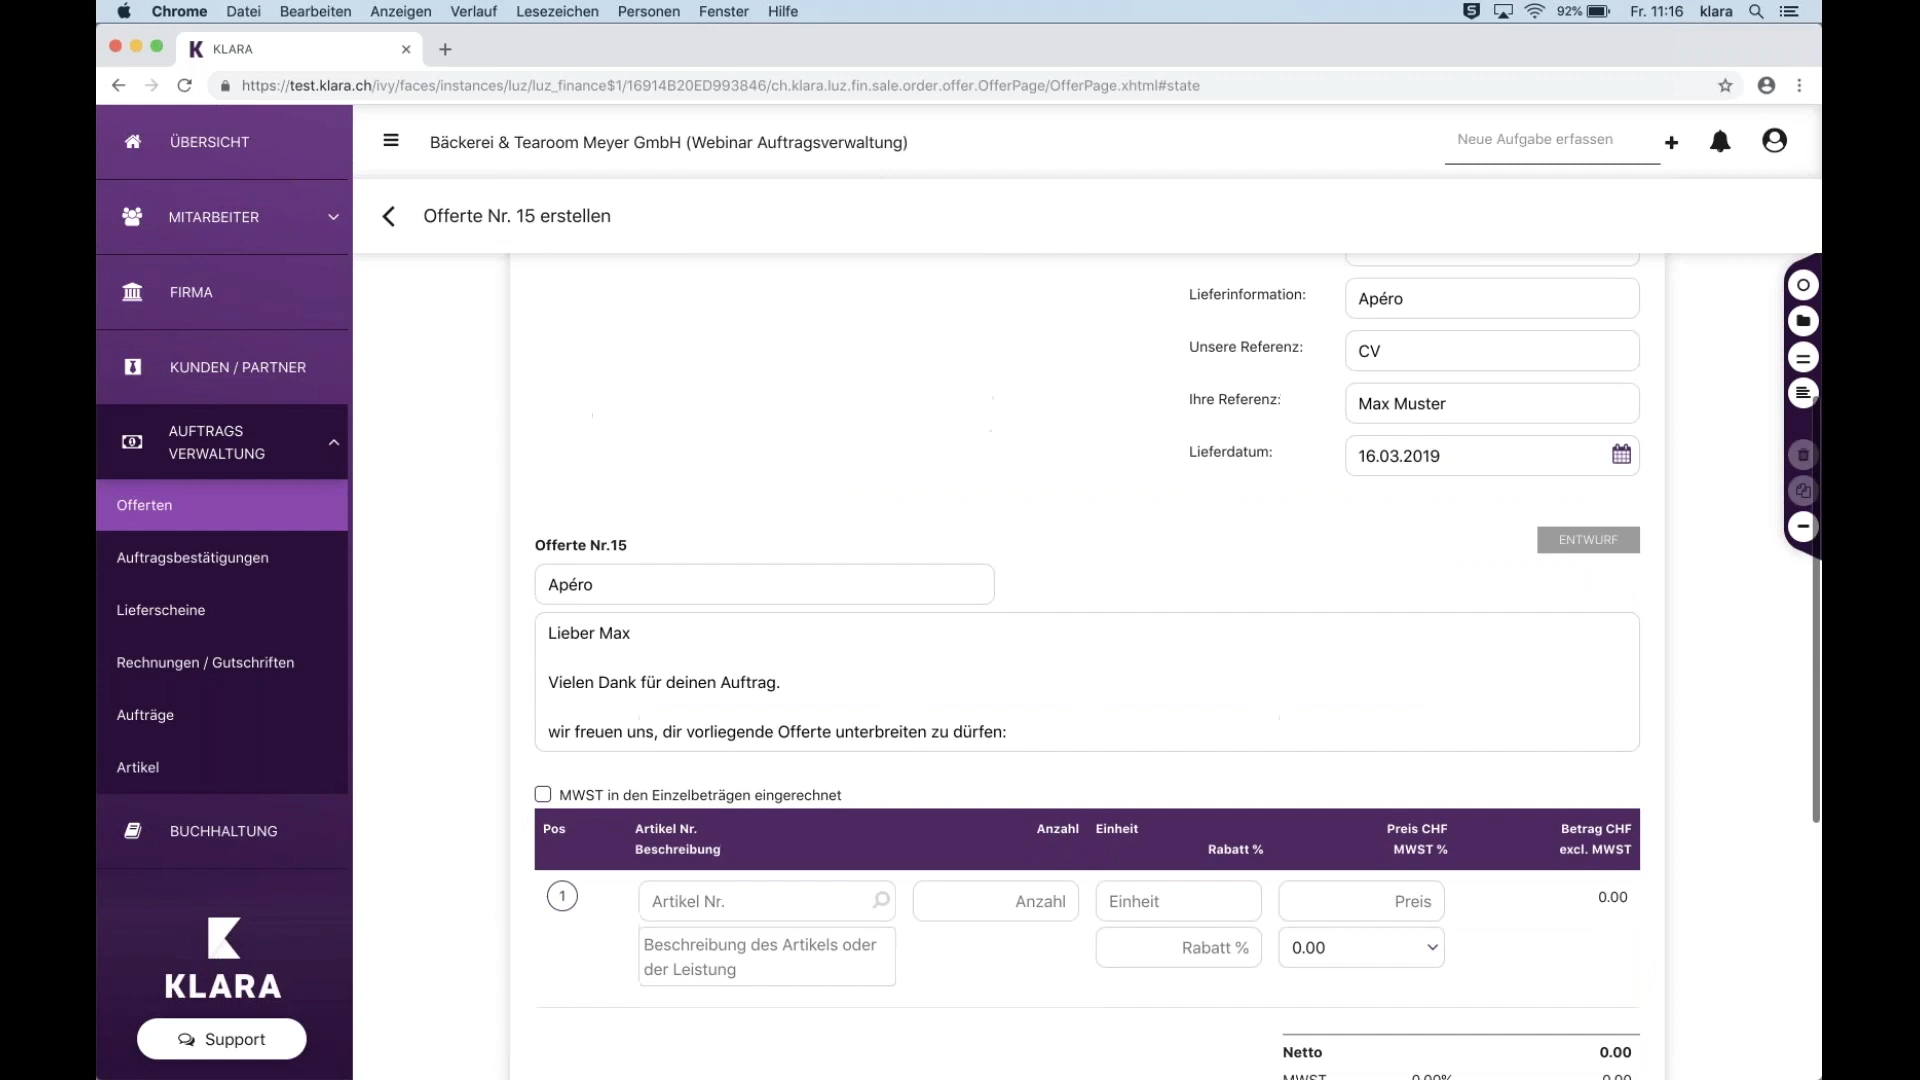 Chrome Datei Bearbeiten Anzeigen Verlauf Lesezeichen Personen Fenster Hilfe
92% Fr. 11:16 klara
KLARA
https://test.klara.ch/ivy/faces/instances/luz/luz_finance$1/16914B20ED993846/ch.klara.luz.fin.sale.order.offer.OfferPage/OfferPage.xhtml#state
ÜBERSICHT
MITARBEITER
FIRMA
KUNDEN / PARTNER
AUFTRAGS
VERWALTUNG
Offerten
Auftragsbestätigungen
Lieferscheine
Rechnungen / Gutschriften
Aufträge
Artikel
BUCHHALTUNG
KLARA
Support
Bäckerei & Tearoom Meyer GmbH (Webinar Auftragsverwaltung)
Neue Aufgabe erfassen
Offerte Nr. 15 erstellen
Lieferinformation: Apéro
Unsere Referenz: CV
Ihre Referenz: Max Muster
Lieferdatum: 16.03.2019
Offerte Nr.15
ENTWURF
Apéro
Lieber Max
Vielen Dank für deinen Auftrag.
wir freuen uns, dir vorliegende Offerte unterbreiten zu dürfen:
MWST in den Einzelbeträgen eingerechnet
Pos Artikel Nr. Anzahl Einheit Preis CHF Betrag CHF
Beschreibung Rabatt % MWST % excl. MWST
1 Artikel Nr. Anzahl Einheit Preis 0.00
Beschreibung des Artikels oder
der Leistung
Rabatt % 0.00
Netto 0.00
MWST 0.00% 0.00